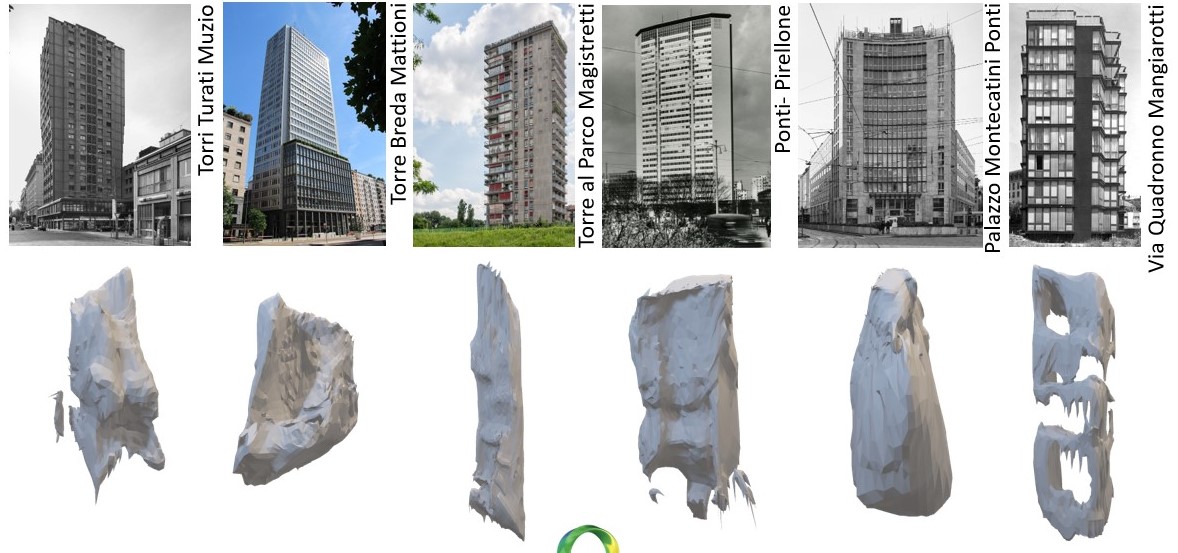 Torri Turati Muzio
Torre Breda Mattioni
Torre al Parco Magistretti
Ponti- Pirellone
Palazzo Montecatini Ponti
Via Quadronno Mangiarotti